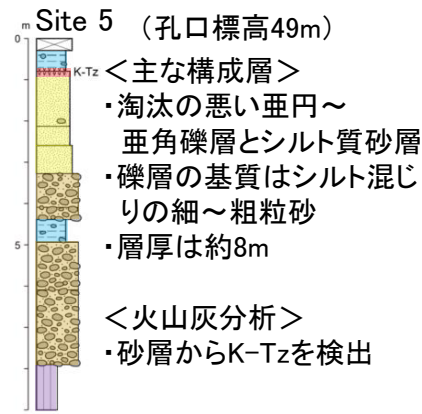 Site 5 （孔口標高49m）
m
0
K-Tz
5
＜主な構成層＞
・淘汰の悪い亜円～
亜角礫層とシルト質砂層
・礫層の基質はシルト混じ
りの細～粗粒砂
・層厚は約8m
＜火山灰分析＞
・砂層からK-Tzを検出